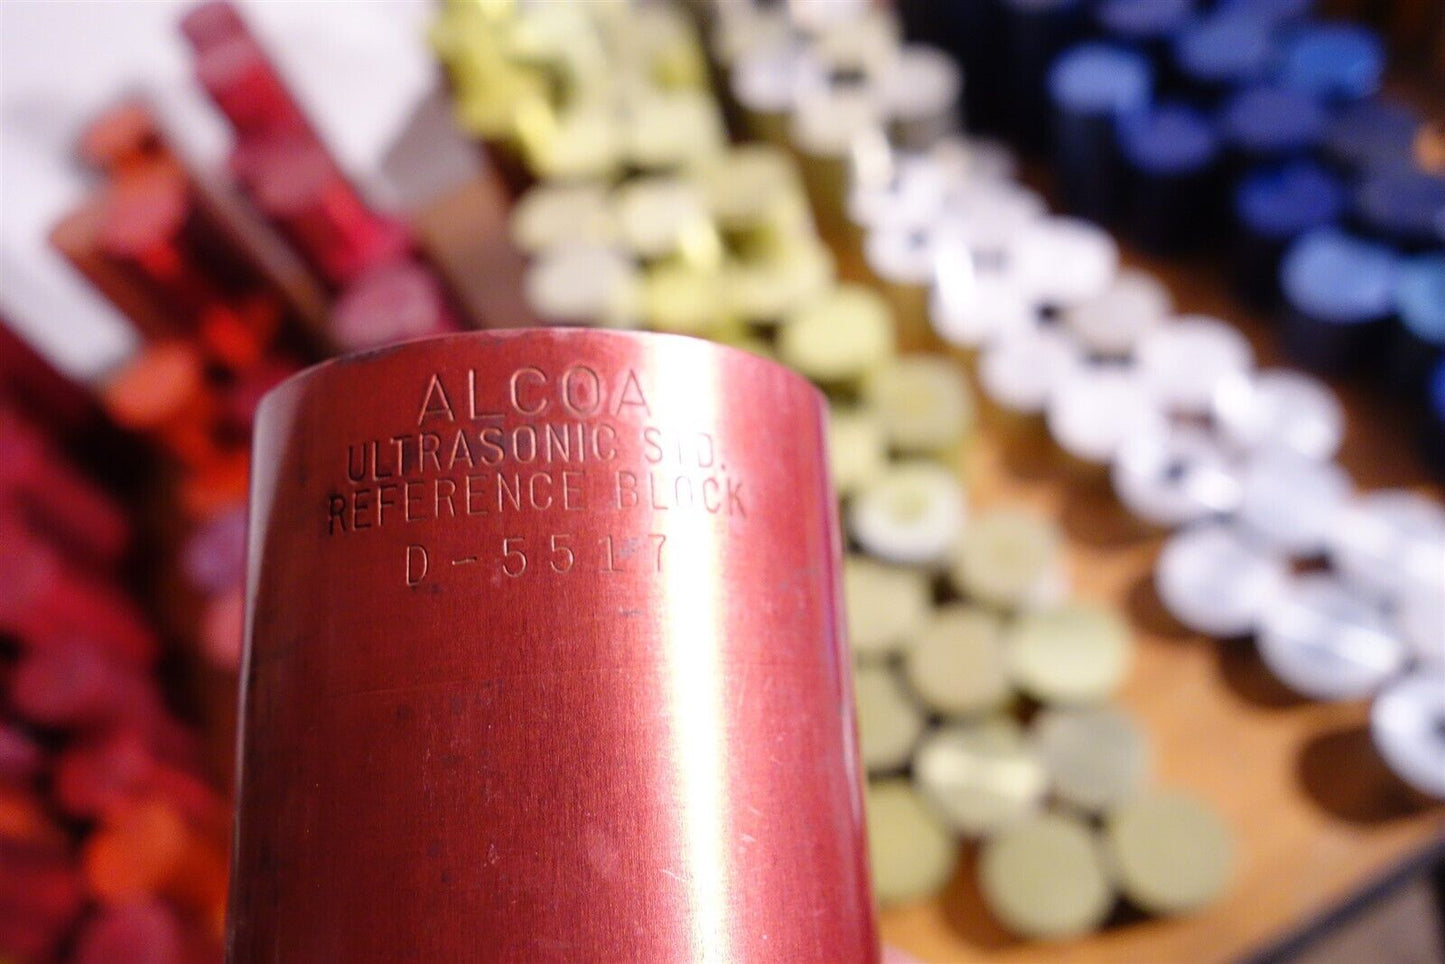 ALCOA
ULTRASONIC STD.
REFERENCE BLOCK
D-5517